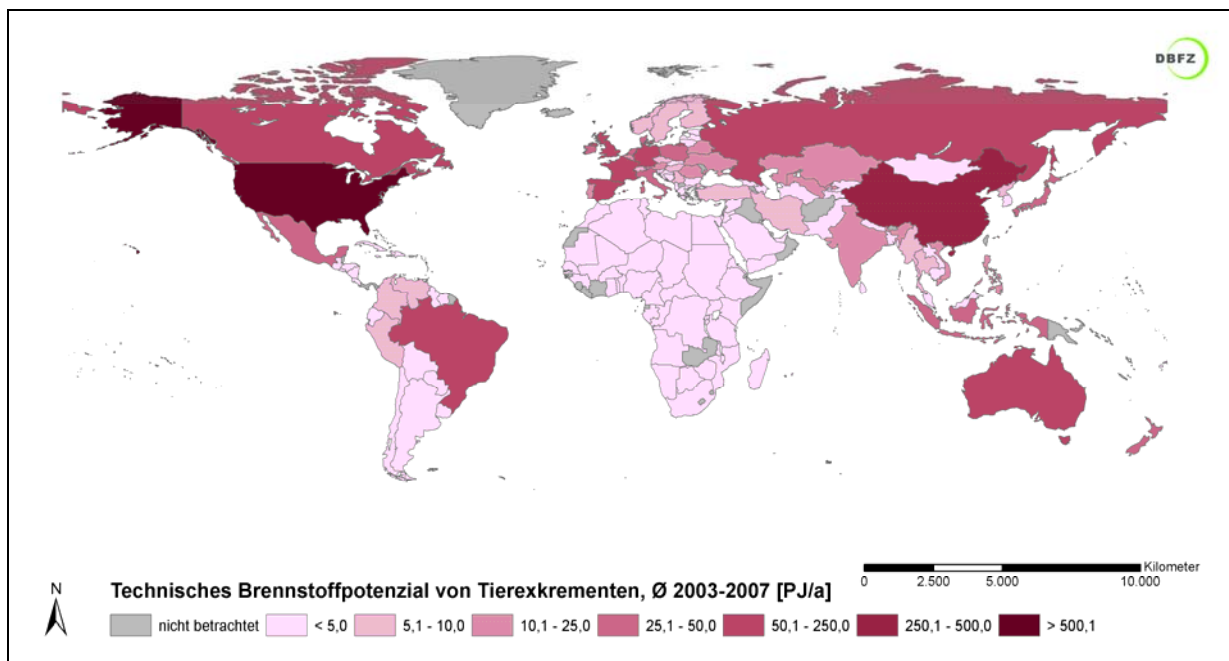 DBFZ
N
Technisches Brennstoffpotenzial von Tierexkrementen, Ø 2003-2007 [PJ/a]
Kilometer
0 2.500 5.000 10.000
nicht betrachtet < 5,0 5,1 - 10,0 10,1 - 25,0 25,1 - 50,0 50,1 - 250,0 250,1 - 500,0 > 500,1